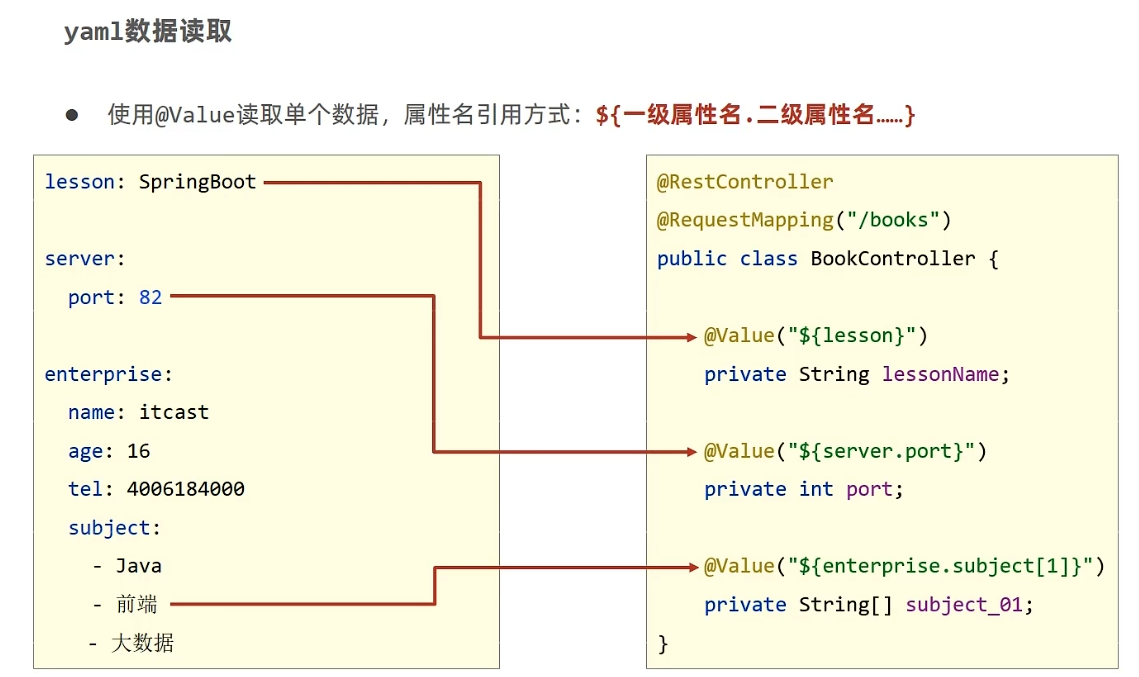 yaml数据读取
● 使用@Value读取单个数据，属性名引用方式：${一级属性名.二级属性名……}
lesson: SpringBoot
server:
  port: 82
enterprise:
  name: itcast
  age: 16
  tel: 4006184000
  subject:
    - Java
    - 前端
    - 大数据
@RestController
@RequestMapping("/books")
public class BookController {
    @Value("${lesson}")
    private String lessonName;
    @Value("${server.port}")
    private int port;
    @Value("${enterprise.subject[1]}")
    private String[] subject_01;
}